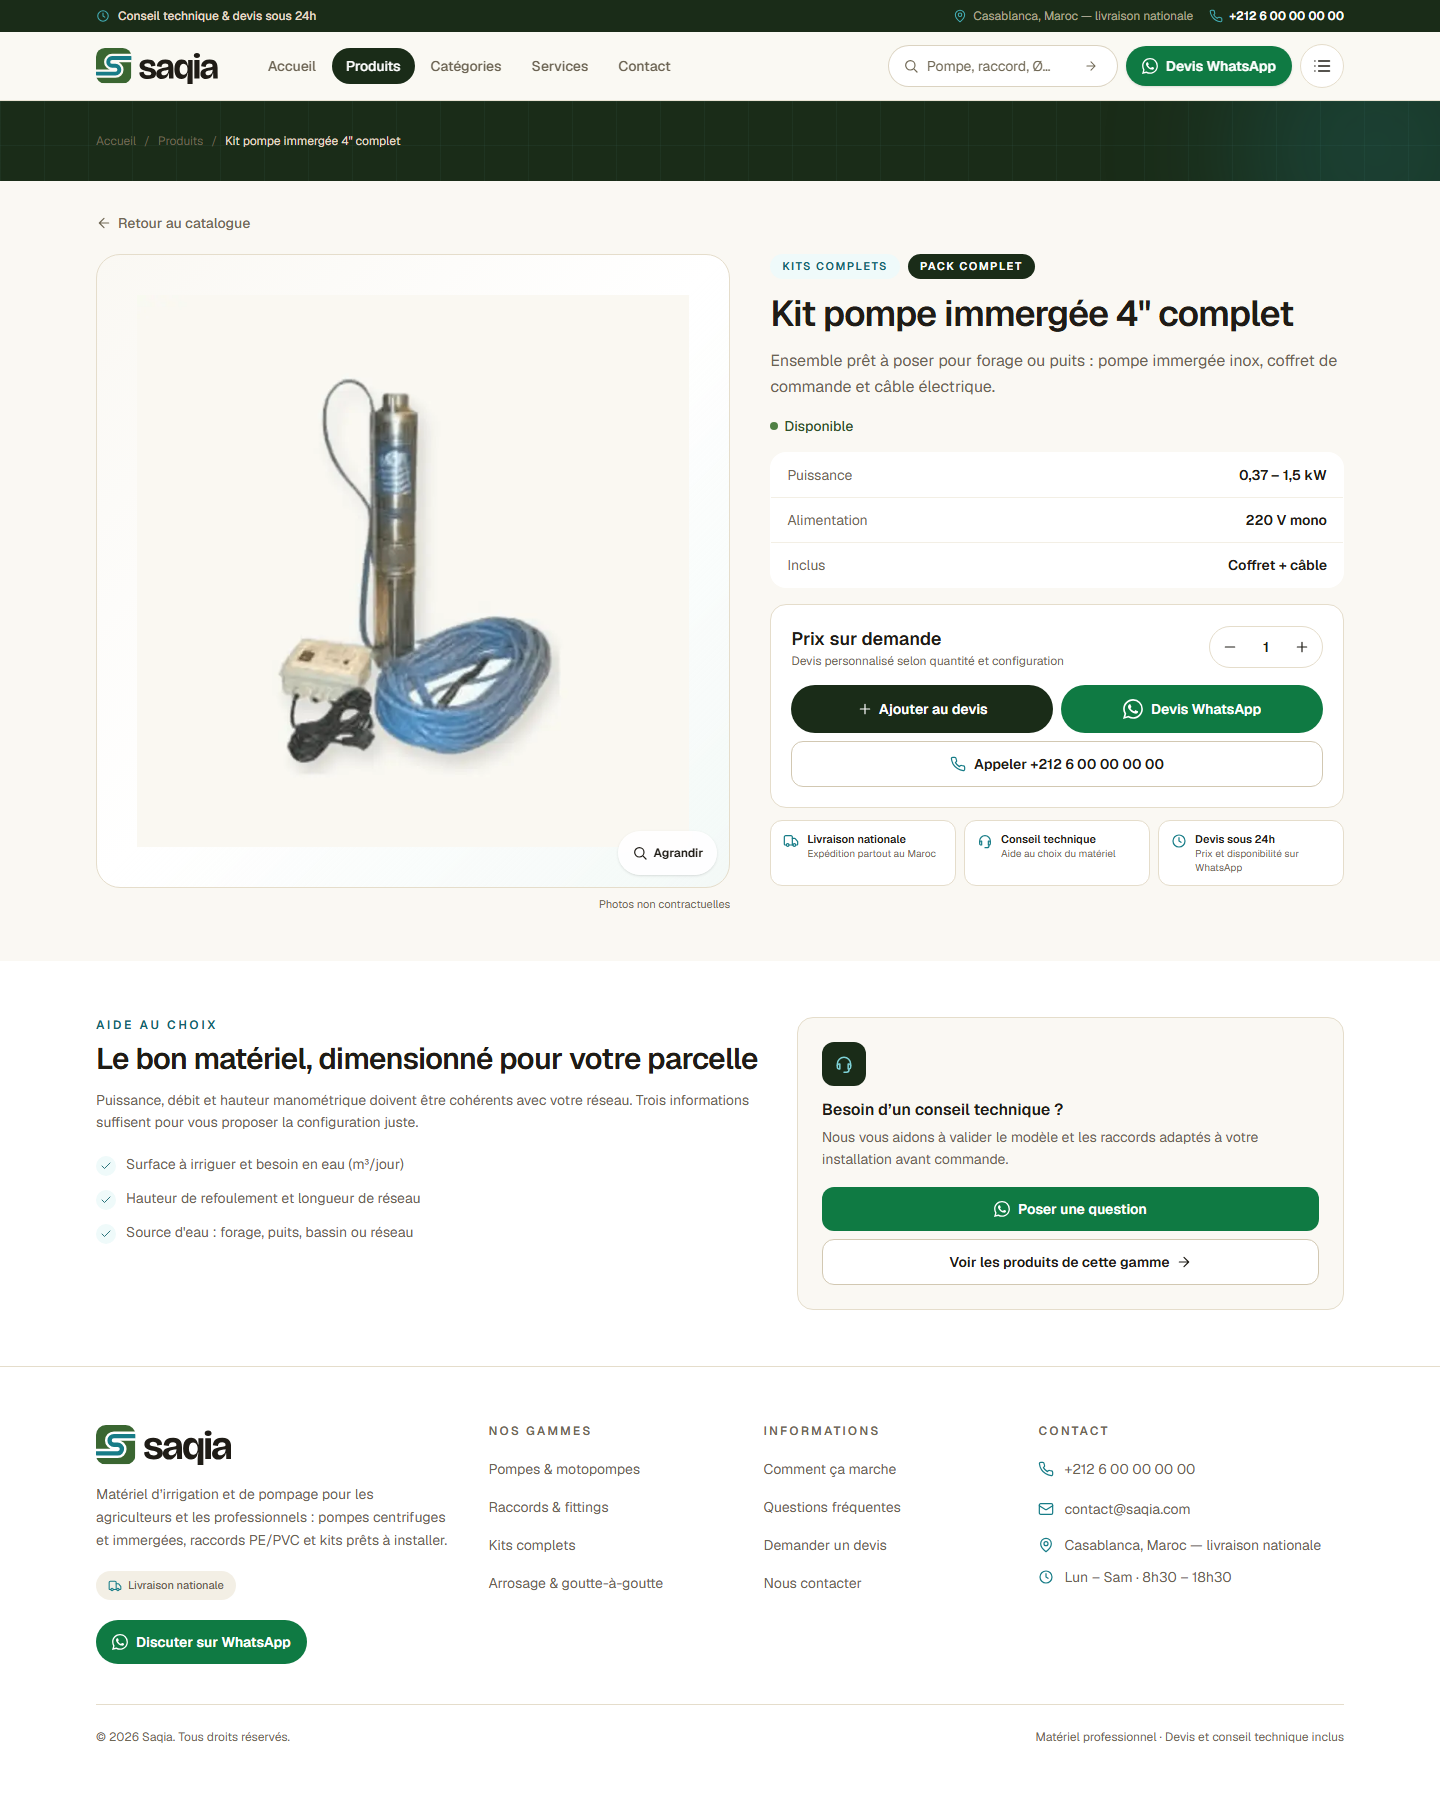 Conseil technique & devis sous 24h
Casablanca, Maroc — livraison nationale
+212 6 00 00 00 00
saqia
Accueil
Produits
Catégories
Services
Contact
Pompe, raccord, Ø...
Devis WhatsApp
Accueil / Produits / Kit pompe immergée 4" complet
Retour au catalogue
Agrandir
Photos non contractuelles
KITS COMPLETS
PACK COMPLET
Kit pompe immergée 4" complet
Ensemble prêt à poser pour forage ou puits : pompe immergée inox, coffret de
commande et câble électrique.
Disponible
Puissance 0,37 – 1,5 kW
Alimentation 220 V mono
Inclus Coffret + câble
Prix sur demande
Devis personnalisé selon quantité et configuration
1
Ajouter au devis
Devis WhatsApp
Appeler +212 6 00 00 00 00
Livraison nationale
Expédition partout au Maroc
Conseil technique
Aide au choix du matériel
Devis sous 24h
Prix et disponibilité sur
WhatsApp
AIDE AU CHOIX
Le bon matériel, dimensionné pour votre parcelle
Puissance, débit et hauteur manométrique doivent être cohérents avec votre réseau. Trois informations
suffisent pour vous proposer la configuration juste.
Surface à irriguer et besoin en eau (m³/jour)
Hauteur de refoulement et longueur de réseau
Source d'eau : forage, puits, bassin ou réseau
Besoin d’un conseil technique ?
Nous vous aidons à valider le modèle et les raccords adaptés à votre
installation avant commande.
Poser une question
Voir les produits de cette gamme
saqia
Matériel d’irrigation et de pompage pour les
agriculteurs et les professionnels : pompes centrifuges
et immergées, raccords PE/PVC et kits prêts à installer.
Livraison nationale
Discuter sur WhatsApp
NOS GAMMES
Pompes & motopompes
Raccords & fittings
Kits complets
Arrosage & goutte-à-goutte
INFORMATIONS
Comment ça marche
Questions fréquentes
Demander un devis
Nous contacter
CONTACT
+212 6 00 00 00 00
contact@saqia.com
Casablanca, Maroc — livraison nationale
Lun – Sam · 8h30 – 18h30
© 2026 Saqia. Tous droits réservés.
Matériel professionnel · Devis et conseil technique inclus